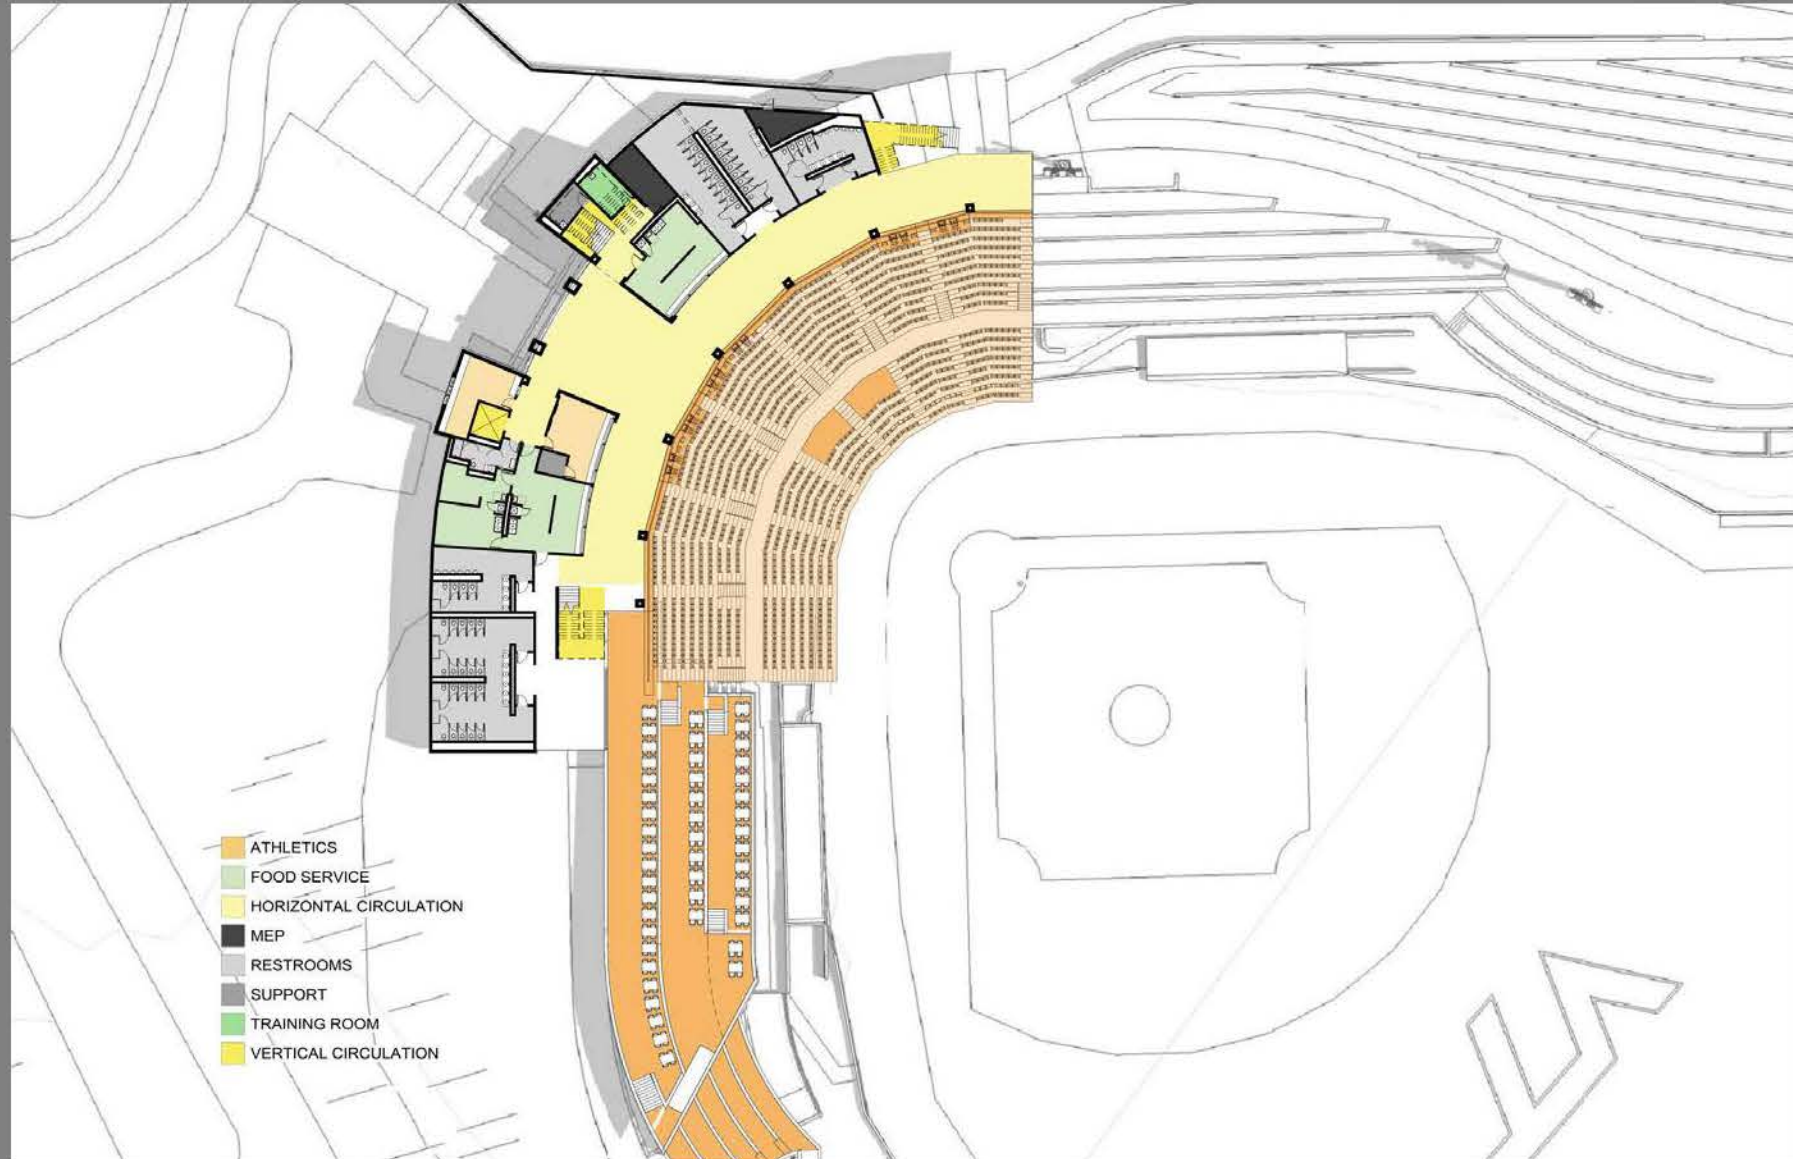 ATHLETICS
FOOD SERVICE
HORIZONTAL CIRCULATION
MEP
RESTROOMS
SUPPORT
TRAINING ROOM
VERTICAL CIRCULATION